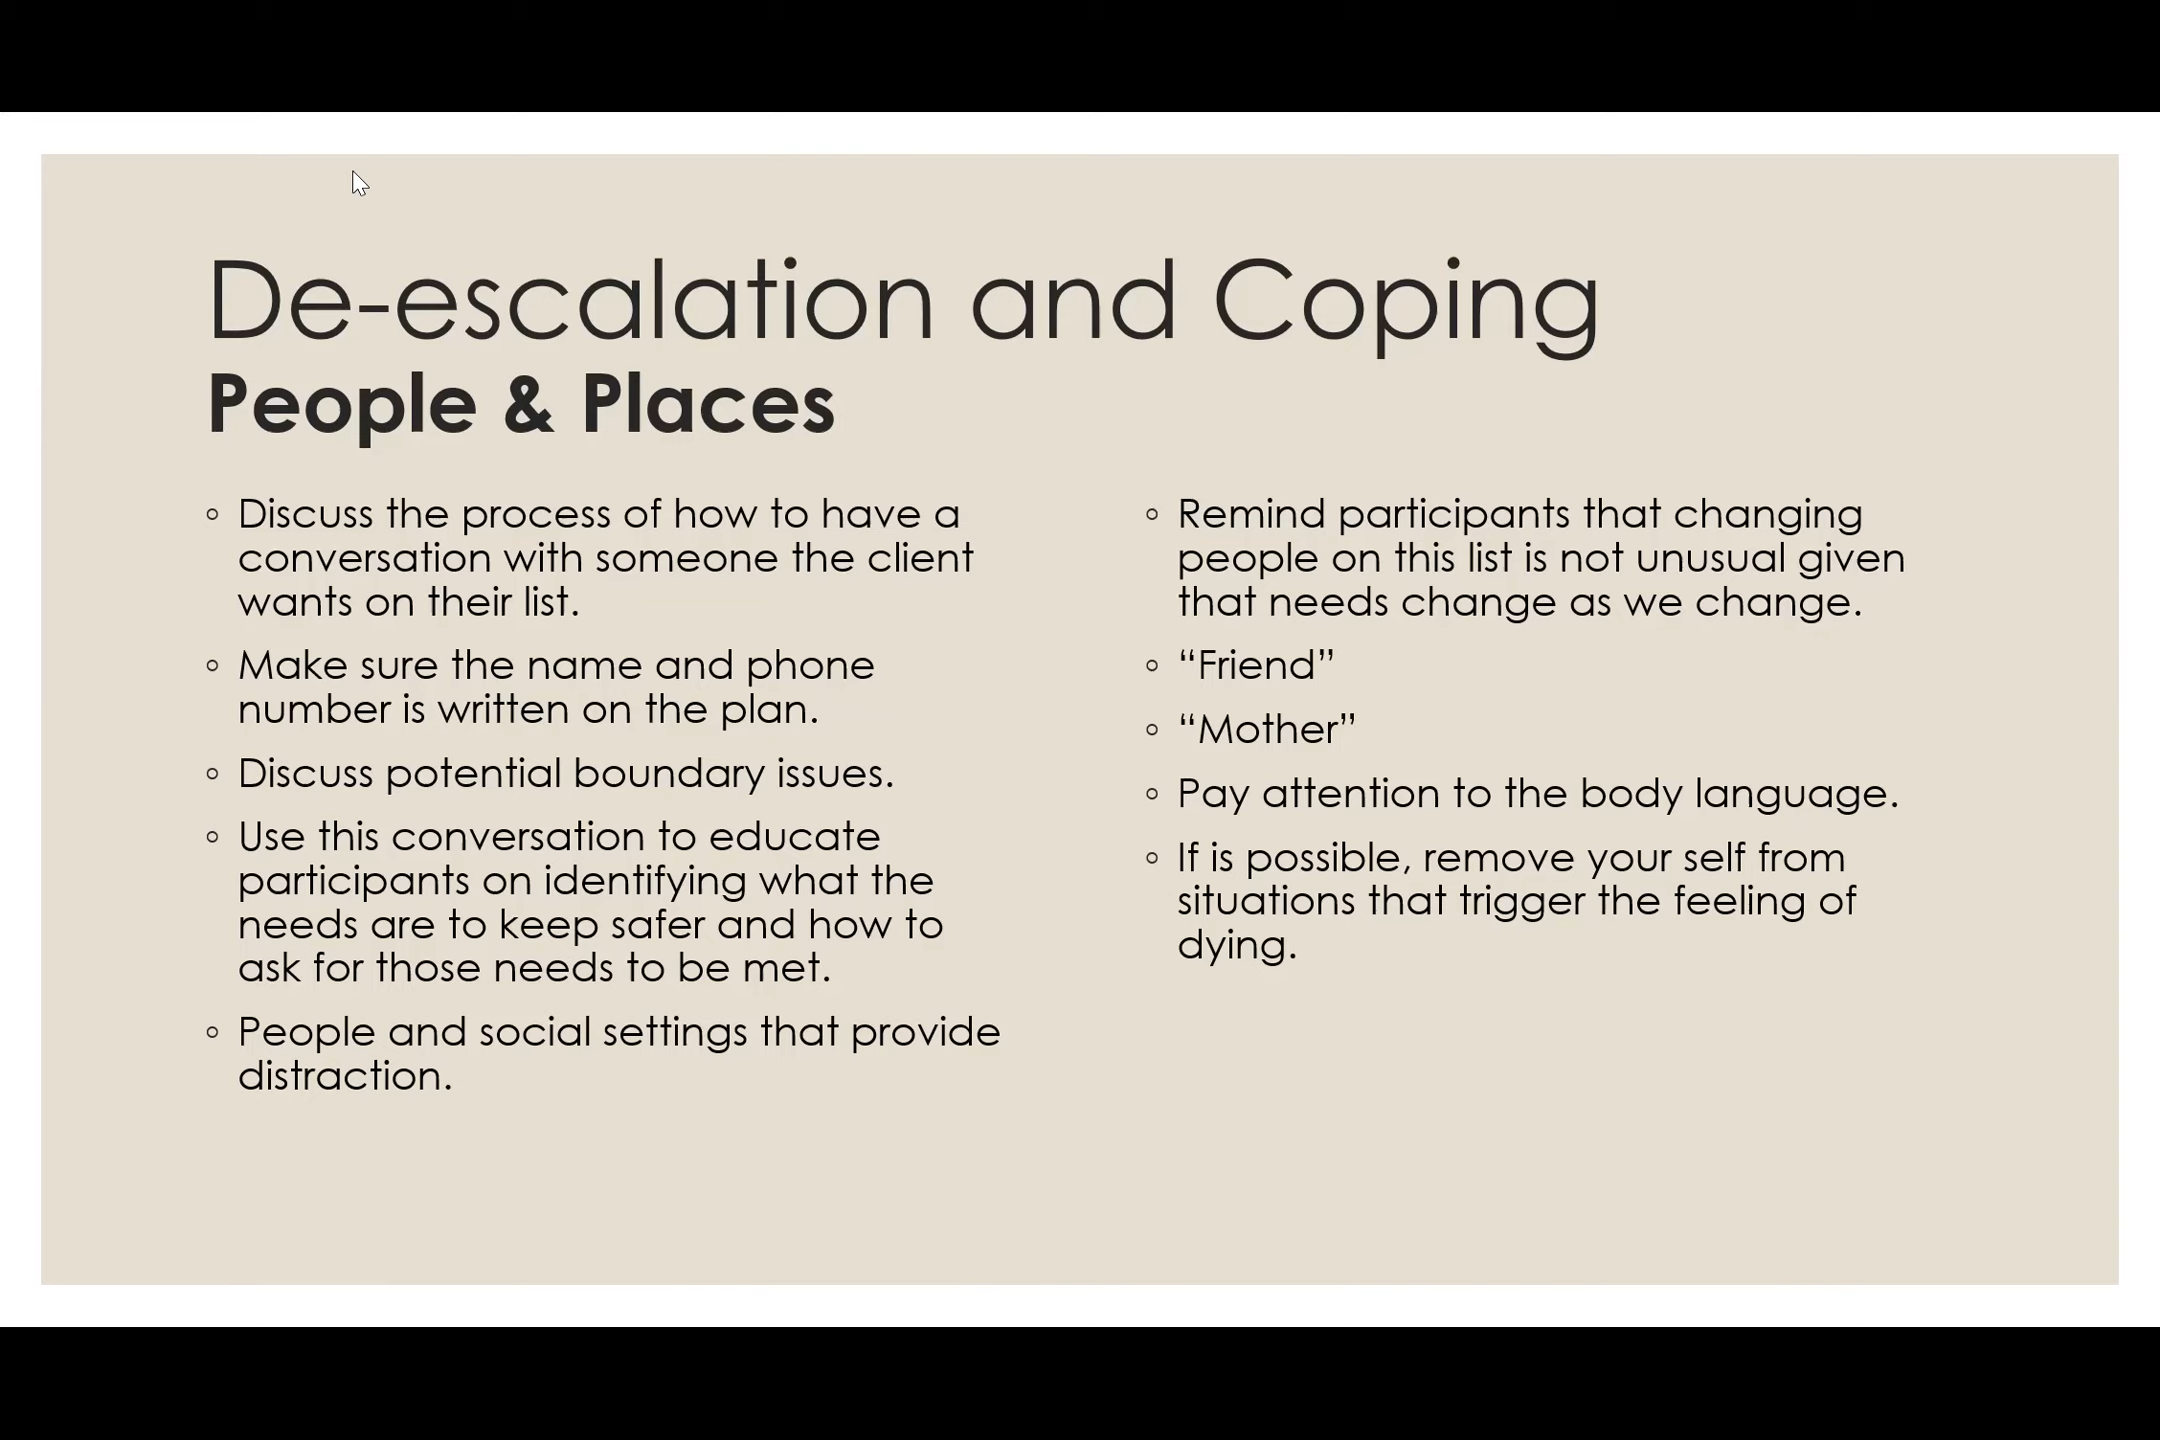 De-escalation and Coping
People & Places
◦ Discuss the process of how to have a
conversation with someone the client
wants on their list.
◦ Make sure the name and phone
number is written on the plan.
◦ Discuss potential boundary issues.
◦ Use this conversation to educate
participants on identifying what the
needs are to keep safer and how to
ask for those needs to be met.
◦ People and social settings that provide
distraction.
◦ Remind participants that changing
people on this list is not unusual given
that needs change as we change.
◦ “Friend”
◦ “Mother”
◦ Pay attention to the body language.
◦ If is possible, remove your self from
situations that trigger the feeling of
dying.